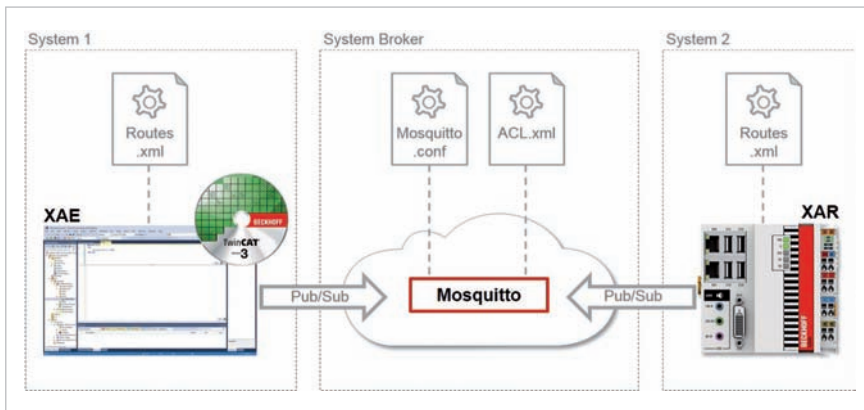 System 1
System Broker
System 2
Routes
.xml
Mosquitto
.conf
ACL.xml
Routes
.xml
XAE
BECKHOFF
TwinCAT
3
XAR
Pub/Sub
Mosquitto
Pub/Sub
BECKHOFF